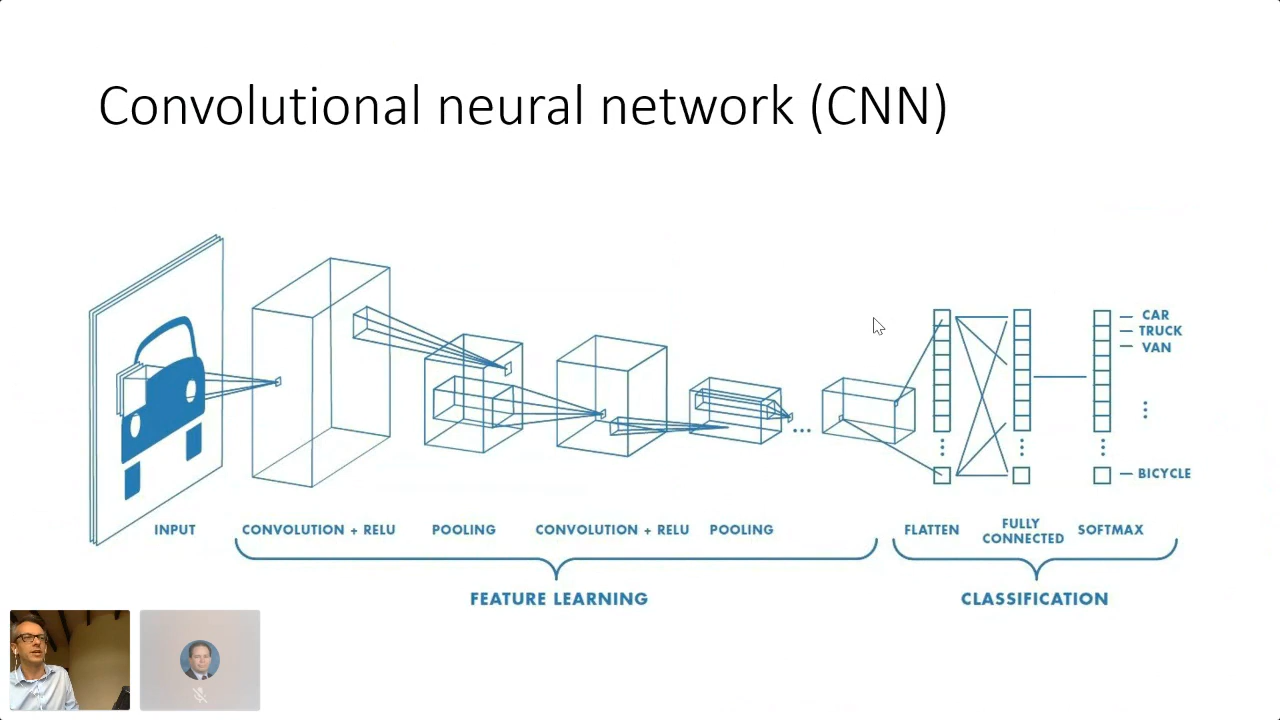 Convolutional neural network (CNN)
CAR
TRUCK
VAN
BICYCLE
INPUT
CONVOLUTION + RELU
POOLING
CONVOLUTION + RELU
POOLING
FLATTEN
FULLY
CONNECTED
SOFTMAX
FEATURE LEARNING
CLASSIFICATION